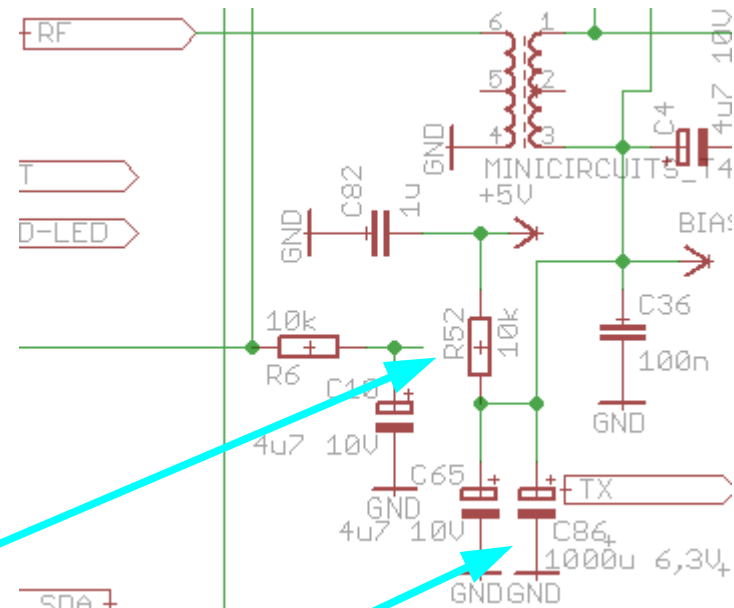 RF
6
1
10V
5
2
C4
4u7
GND
4
3
MINICIRCUITS_T4
+5V
C82
1u
GND
T
D-LED
BIAS
10k
R52
10k
C36
100n
R6
C10
GND
4u7 10V
C65
TX
GND
4u7 10V
C86
1000u 6,3V
GND
GND
SDA